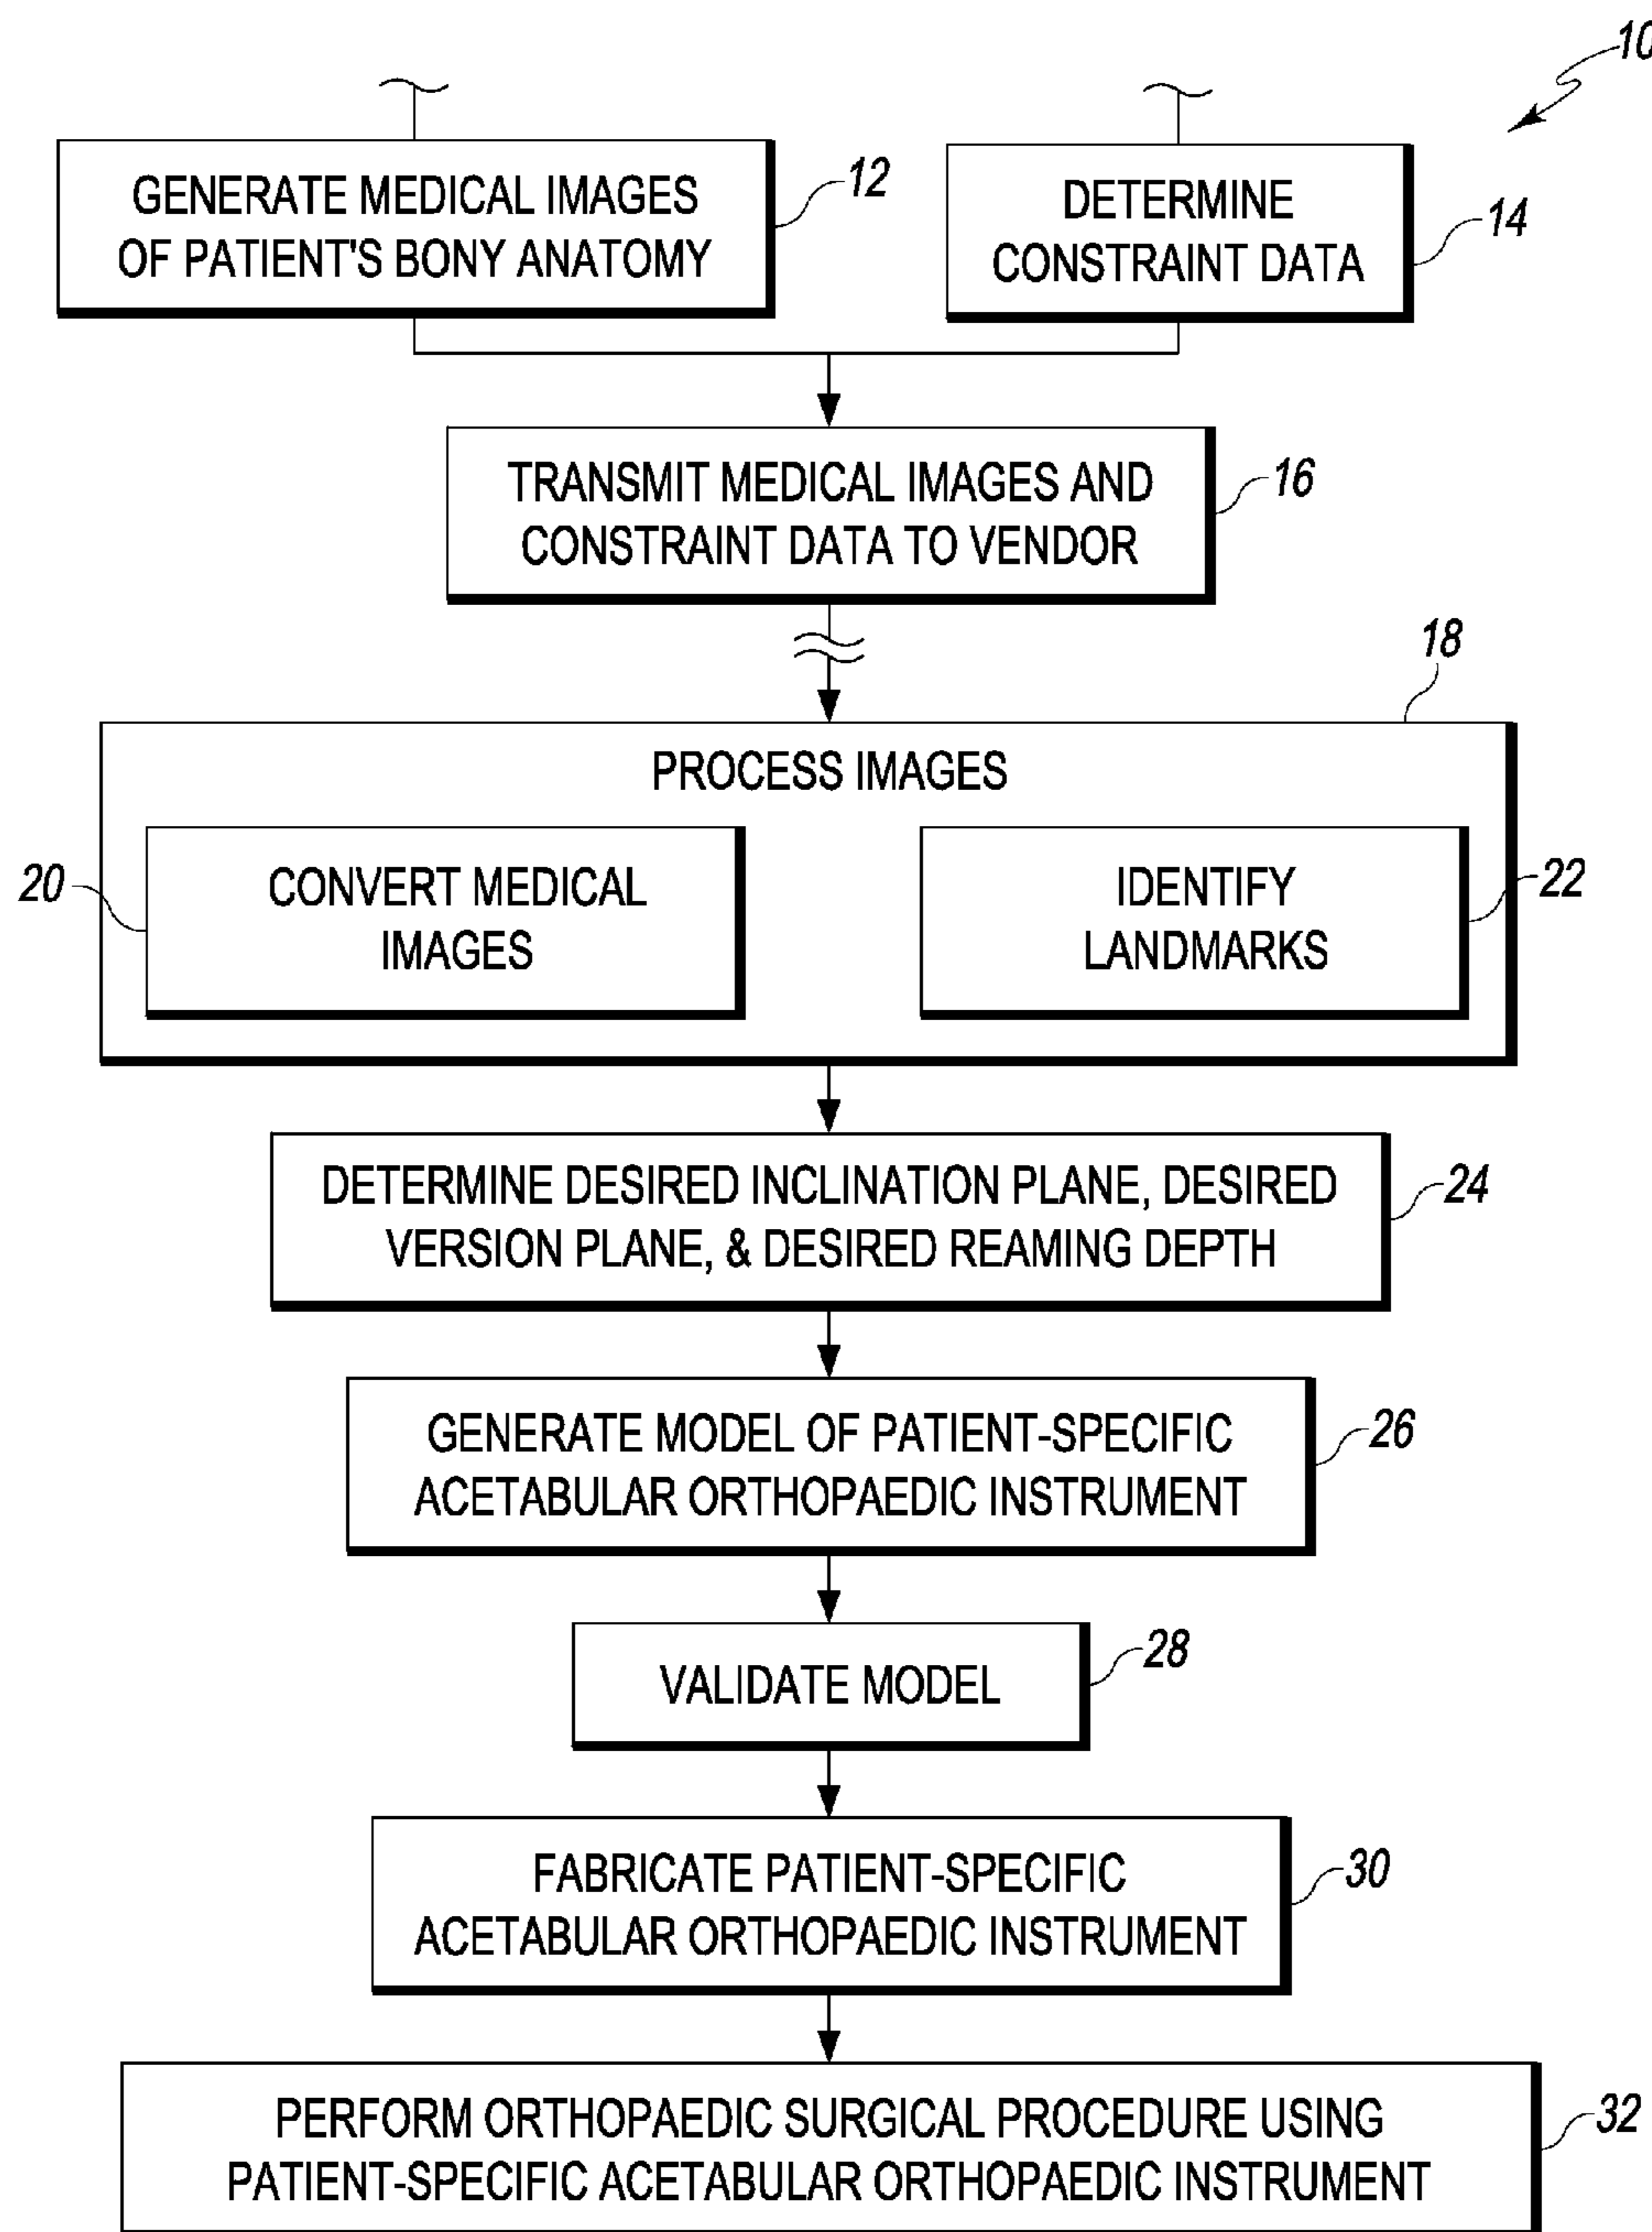 10
GENERATE MEDICAL IMAGES
OF PATIENT'S BONY ANATOMY
12
DETERMINE
CONSTRAINT DATA
14
TRANSMIT MEDICAL IMAGES AND
CONSTRAINT DATA TO VENDOR
16
18
PROCESS IMAGES
20
CONVERT MEDICAL
IMAGES
IDENTIFY
LANDMARKS
22
DETERMINE DESIRED INCLINATION PLANE, DESIRED
VERSION PLANE, & DESIRED REAMING DEPTH
24
GENERATE MODEL OF PATIENT-SPECIFIC
ACETABULAR ORTHOPAEDIC INSTRUMENT
26
VALIDATE MODEL
28
FABRICATE PATIENT-SPECIFIC
ACETABULAR ORTHOPAEDIC INSTRUMENT
30
PERFORM ORTHOPAEDIC SURGICAL PROCEDURE USING
PATIENT-SPECIFIC ACETABULAR ORTHOPAEDIC INSTRUMENT
32